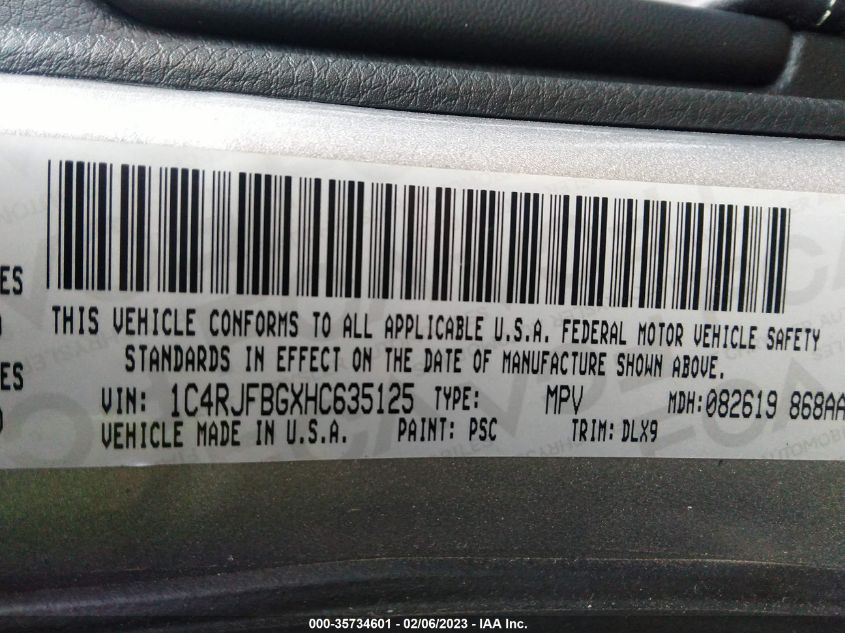 THIS VEHICLE CONFORMS TO ALL APPLICABLE U.S.A. FEDERAL MOTOR VEHICLE SAFETY
STANDARDS IN EFFECT ON THE DATE OF MANUFACTURE SHOWN ABOVE.
VIN: 1C4RJFBGXHC635125 TYPE: MPV MDH: 082619 868AA
VEHICLE MADE IN U.S.A. PAINT: PSC TRIM: DLX9
ES
ES
000-35734601 - 02/06/2023 - IAA Inc.